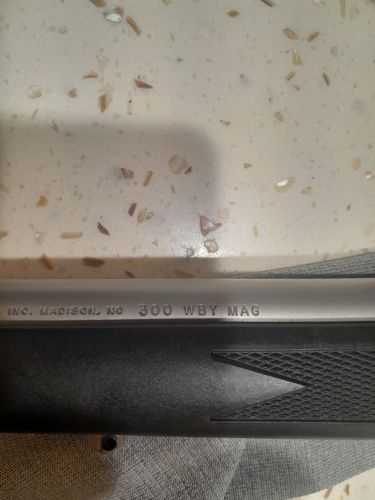 INC. MADISON, NC 300 WBY MAG